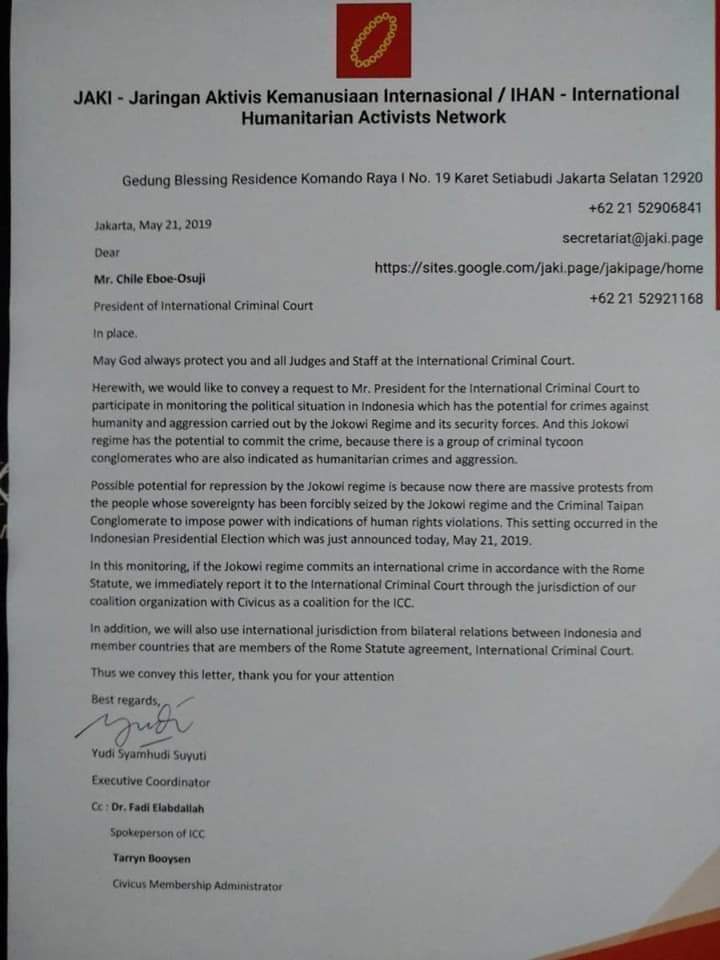 JAKI - Jaringan Aktivis Kemanusiaan Internasional / IHAN - International
Humanitarian Activists Network
Gedung Blessing Residence Komando Raya I No. 19 Karet Setiabudi Jakarta Selatan 12920
+62 21 52906841
secretariat@jaki.page
https://sites.google.com/jaki.page/jakipage/home
+62 21 52921168
Jakarta, May 21, 2019
Dear
Mr. Chile Eboe-Osuji
President of International Criminal Court
In place.
May God always protect you and all Judges and Staff at the International Criminal Court.
Herewith, we would like to convey a request to Mr. President for the International Criminal Court to
participate in monitoring the political situation in Indonesia which has the potential for crimes against
humanity and aggression carried out by the Jokowi Regime and its security forces. And this Jokowi
regime has the potential to commit the crime, because there is a group of criminal tycoon
conglomerates who are also indicated as humanitarian crimes and aggression.
Possible potential for repression by the Jokowi regime is because now there are massive protests from
the people whose sovereignty has been forcibly seized by the Jokowi regime and the Criminal Taipan
Conglomerate to impose power with indications of human rights violations. This setting occurred in the
Indonesian Presidential Election which was just announced today, May 21, 2019.
In this monitoring, if the Jokowi regime commits an international crime in accordance with the Rome
Statute, we immediately report it to the International Criminal Court through the jurisdiction of our
coalition organization with Civicus as a coalition for the ICC.
In addition, we will also use international jurisdiction from bilateral relations between Indonesia and
member countries that are members of the Rome Statute agreement, International Criminal Court.
Thus we convey this letter, thank you for your attention
Best regards,
Yudi
Yudi Syamhudi Suyuti
Executive Coordinator
Cc : Dr. Fadi Elabdallah
Spokeperson of ICC
Tarryn Booysen
Civicus Membership Administrator